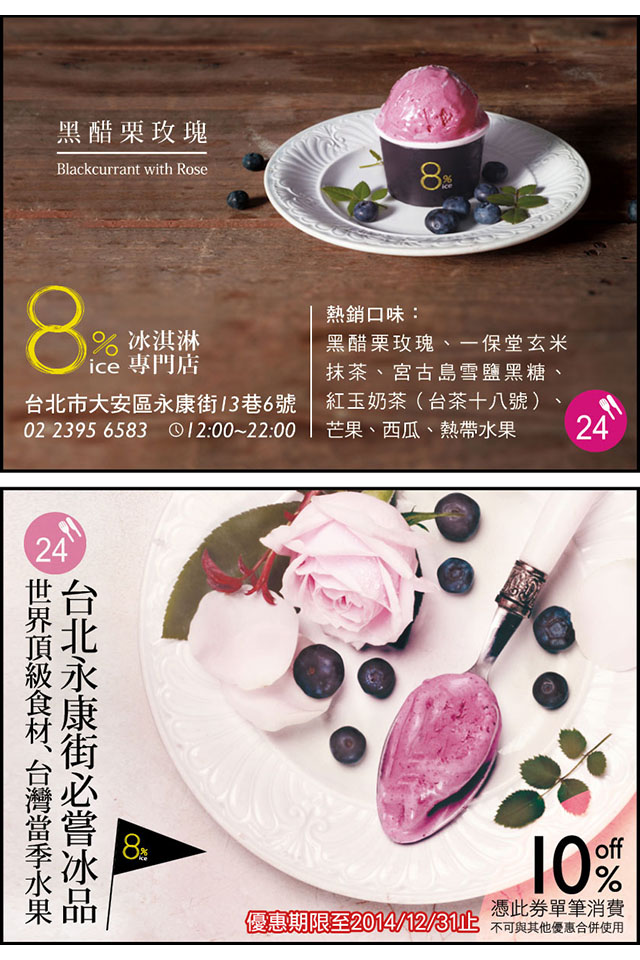 黑醋栗玫瑰
Blackcurrant with Rose
8%
ice
8%
ice
冰淇淋
專門店
台北市大安區永康街13巷6號
02 2395 6583 12:00~22:00
熱銷口味：
黑醋栗玫瑰、一保堂玄米
抹茶、宮古島雪鹽黑糖、
紅玉奶茶（台茶十八號）、
芒果、西瓜、熱帶水果
24
24
台北永康街必嘗冰品
世界頂級食材、台灣當季水果
8%
ice
10% off
憑此券單筆消費
不可與其他優惠合併使用
優惠期限至2014/12/31止